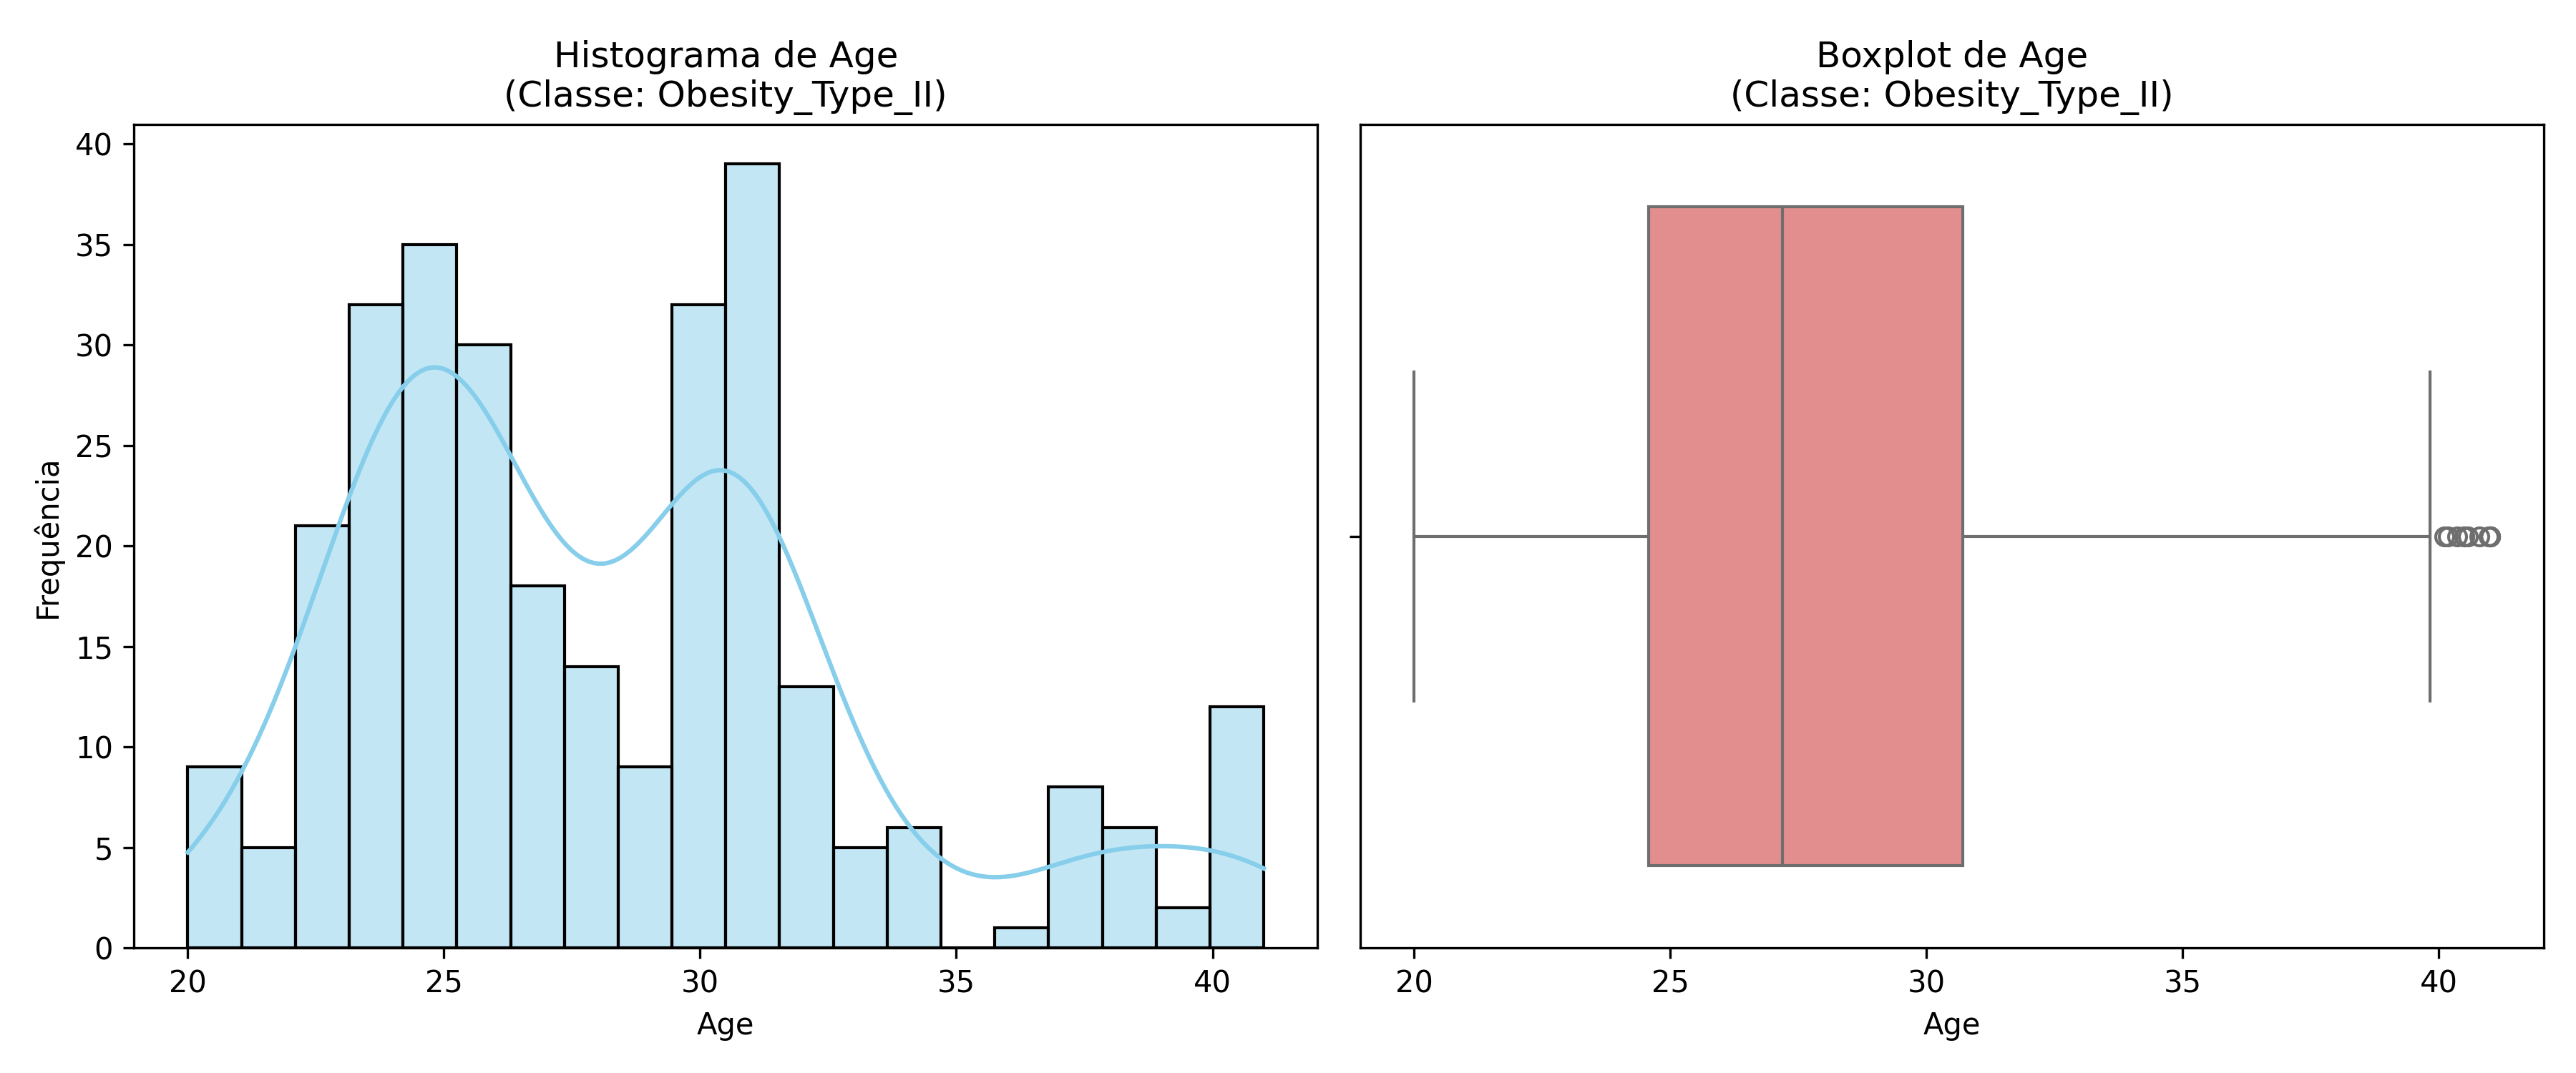 Histograma de Age
(Classe: Obesity_Type_II)
40
35
30
25
20
15
10
5
0
Frequência
20 25 30 35 40
Age
Boxplot de Age
(Classe: Obesity_Type_II)
20 25 30 35 40
Age